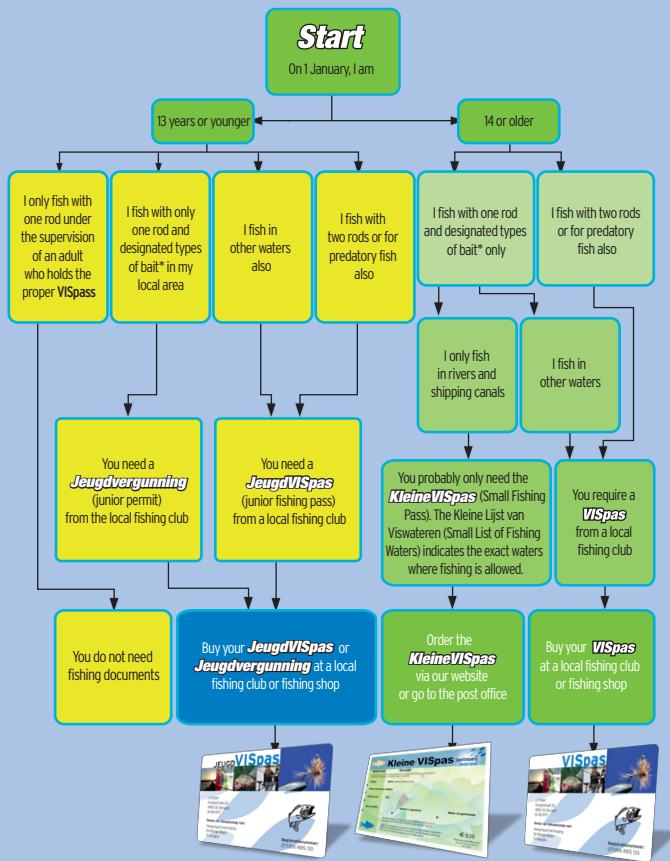 Start
On 1 January, I am
13 years or younger
14 or older
I only fish with
one rod under
the supervision
of an adult
who holds the
proper VISpass
I fish with only
one rod and
designated types
of bait* in my
local area
I fish in
other waters
also
I fish with
two rods or for
predatory fish
also
I fish with one rod
and designated types
of bait* only
I fish with two rods
or for predatory
fish also
I only fish
in rivers and
shipping canals
I fish in
other waters
You need a
Jeugdvergunning
(junior permit)
from the local fishing club
You need a
JeugdVISpas
(junior fishing pass)
from a local fishing club
You probably only need the
KleineVISpas (Small Fishing
Pass). The Kleine Lijst van
Viswateren (Small List of Fishing
Waters) indicates the exact waters
where fishing is allowed.
You require a
VISpas
from a local
fishing club
You do not need
fishing documents
Buy your JeugdVISpas or
Jeugdvergunning at a local
fishing club or fishing shop
Order the
KleineVISpas
via our website
or go to the post office
Buy your VISpas
at a local fishing club
or fishing shop
JEUGDVISpas
Kleine VISpas
VISpas